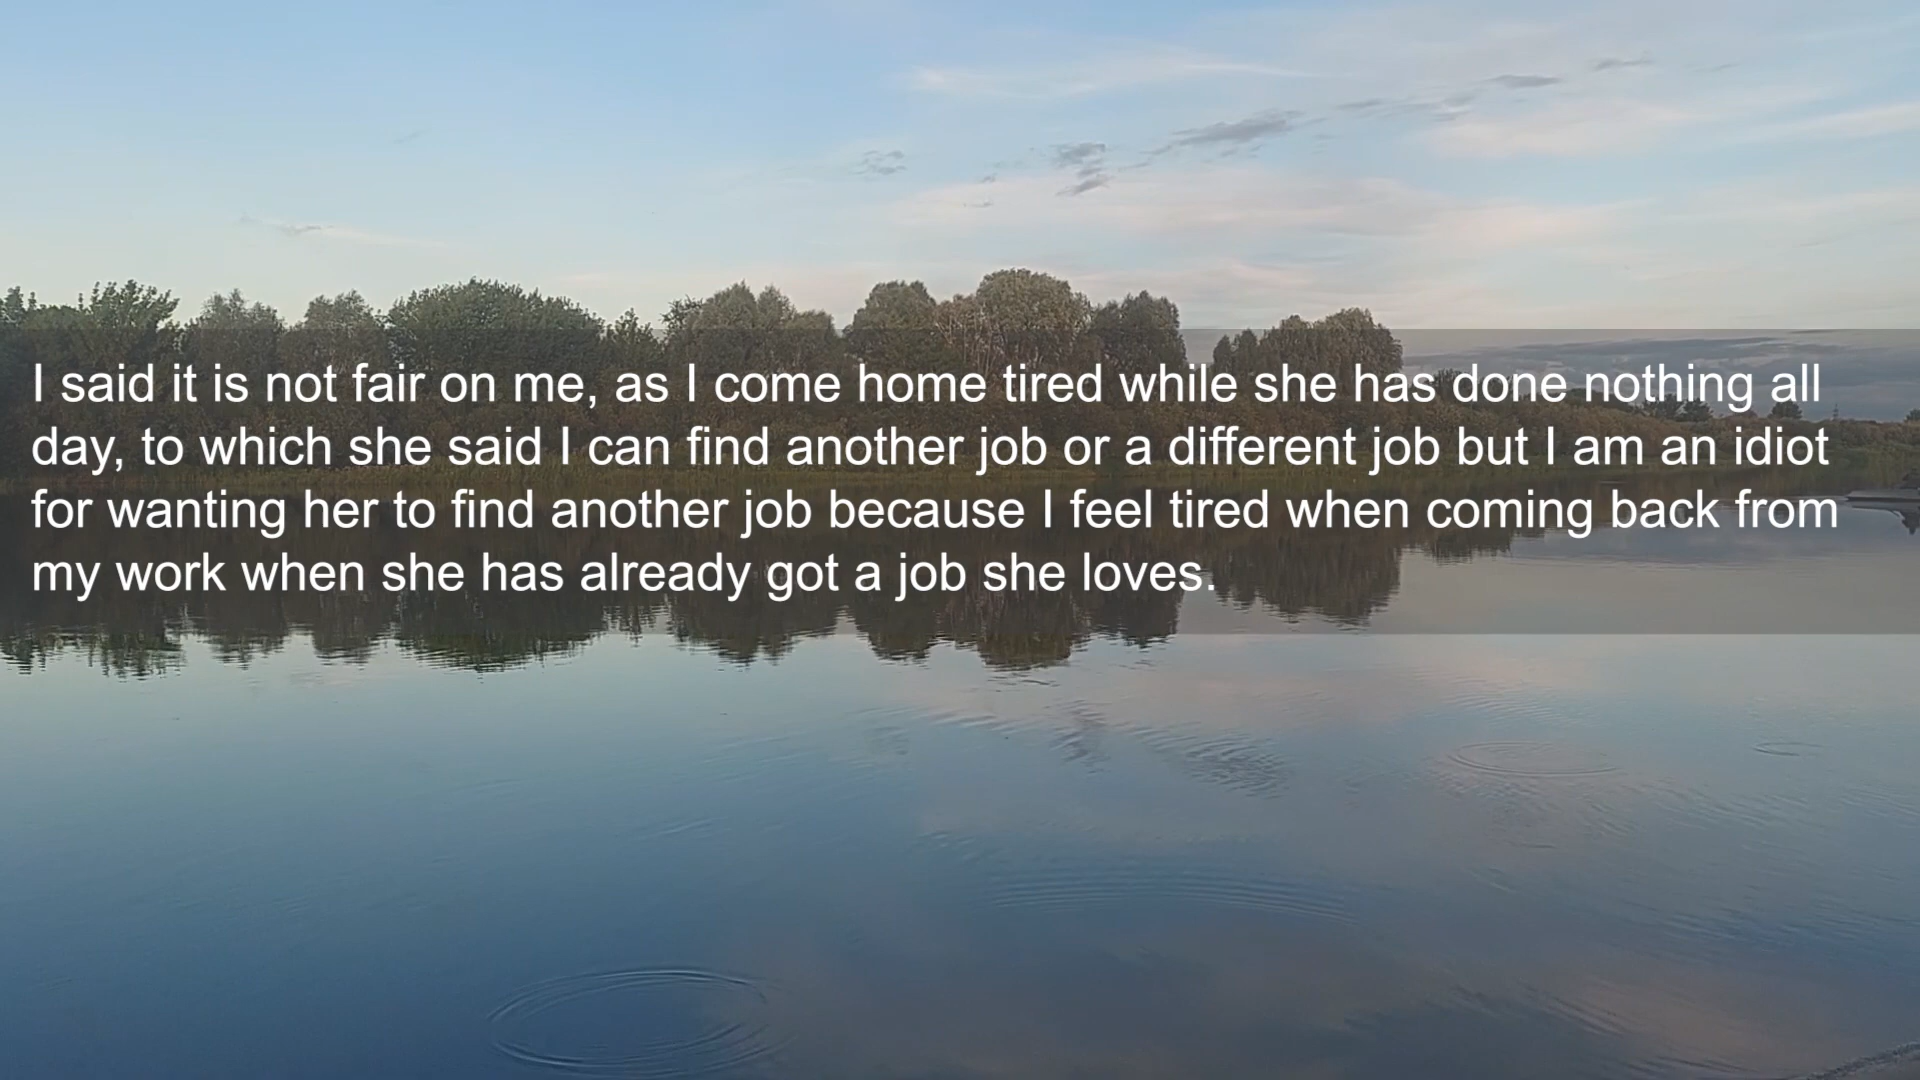 I said it is not fair on me, as I come home tired while she has done nothing all
day, to which she said I can find another job or a different job but I am an idiot
for wanting her to find another job because I feel tired when coming back from
my work when she has already got a job she loves.